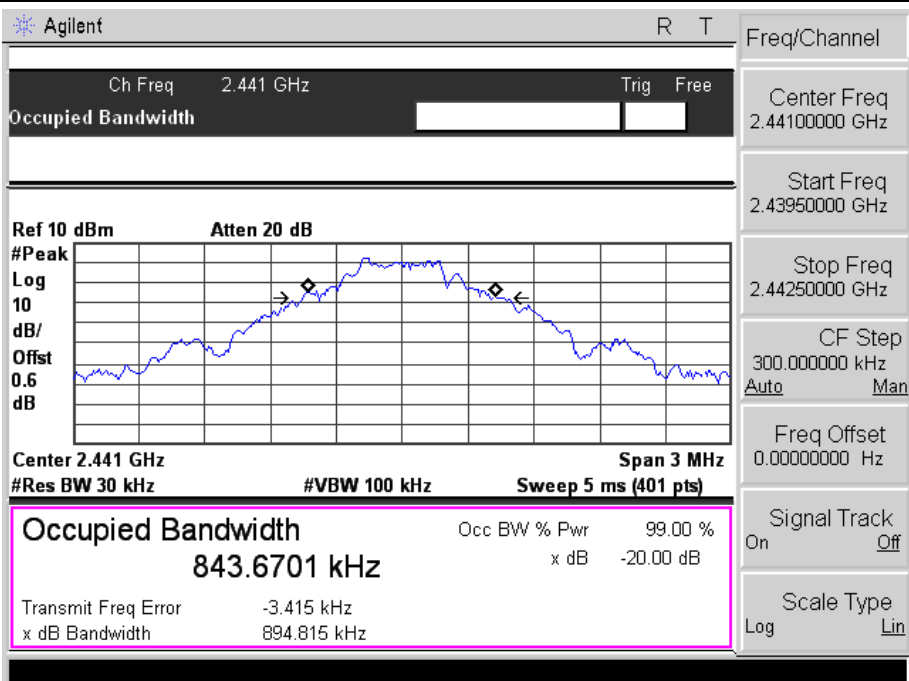 Agilent R T
Ch Freq 2.441 GHz Trig Free
Occupied Bandwidth
Ref 10 dBm Atten 20 dB
#Peak
Log
10
dB/
Offst
0.6
dB
Center 2.441 GHz Span 3 MHz
#Res BW 30 kHz #VBW 100 kHz Sweep 5 ms (401 pts)
Occupied Bandwidth Occ BW % Pwr 99.00 %
843.6701 kHz x dB -20.00 dB
Transmit Freq Error -3.415 kHz
x dB Bandwidth 894.815 kHz
Freq/Channel
Center Freq
2.44100000 GHz
Start Freq
2.43950000 GHz
Stop Freq
2.44250000 GHz
CF Step
300.000000 kHz
Auto Man
Freq Offset
0.00000000 Hz
Signal Track
On Off
Scale Type
Log Lin